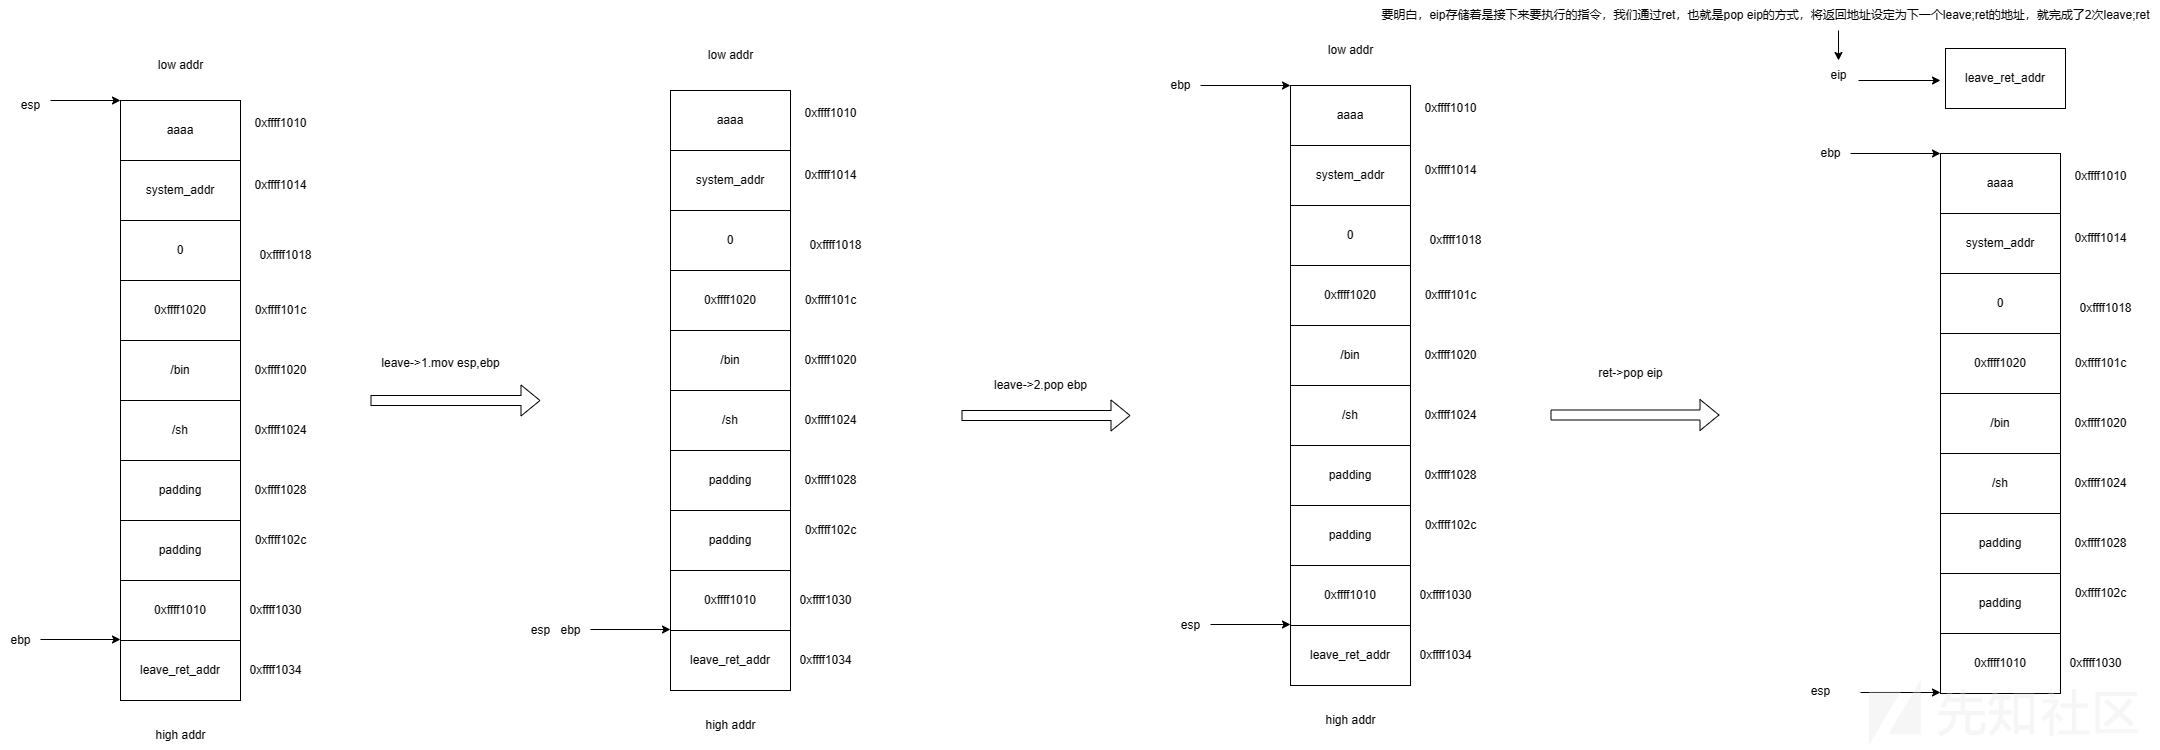 要明白，eip存储着是接下来要执行的指令，我们通过ret，也就是pop eip的方式，将返回地址设定为下一个leave;ret的地址，就完成了2次leave;ret
low addr
esp
aaaa
0xffff1010
system_addr
0xffff1014
0
0xffff1018
0xffff1020
0xffff101c
/bin
0xffff1020
/sh
0xffff1024
padding
0xffff1028
padding
0xffff102c
0xffff1010
0xffff1030
ebp
leave_ret_addr
0xffff1034
high addr
leave->1.mov esp,ebp
low addr
aaaa
0xffff1010
system_addr
0xffff1014
0
0xffff1018
0xffff1020
0xffff101c
/bin
0xffff1020
/sh
0xffff1024
padding
0xffff1028
padding
0xffff102c
0xffff1010
0xffff1030
esp ebp
leave_ret_addr
0xffff1034
high addr
leave->2.pop ebp
low addr
ebp
aaaa
0xffff1010
system_addr
0xffff1014
0
0xffff1018
0xffff1020
0xffff101c
/bin
0xffff1020
/sh
0xffff1024
padding
0xffff1028
padding
0xffff102c
0xffff1010
0xffff1030
esp
leave_ret_addr
0xffff1034
high addr
ret->pop eip
eip
leave_ret_addr
ebp
aaaa
0xffff1010
system_addr
0xffff1014
0
0xffff1018
0xffff1020
0xffff101c
/bin
0xffff1020
/sh
0xffff1024
padding
0xffff1028
padding
0xffff102c
0xffff1010
0xffff1030
esp
先知社区